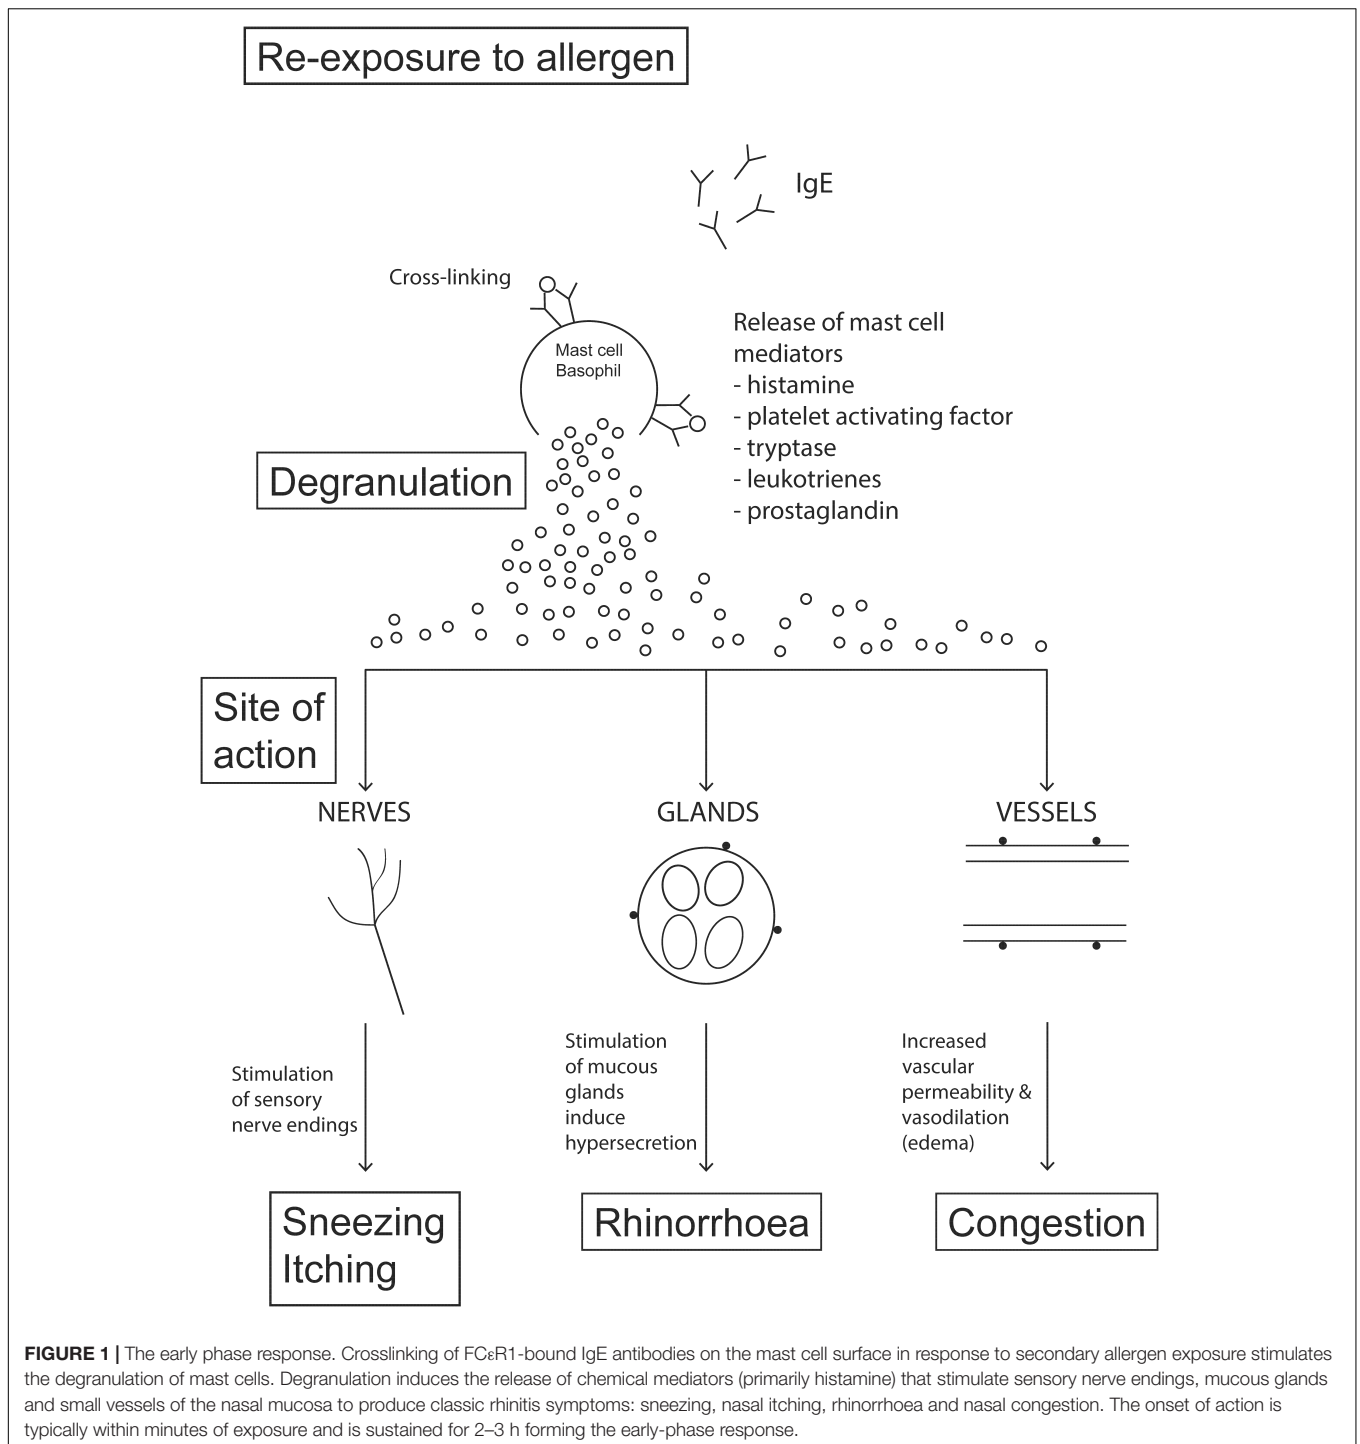 Re-exposure to allergen
IgE
Cross-linking
Mast cell
Basophil
Release of mast cell
mediators
- histamine
- platelet activating factor
- tryptase
- leukotrienes
- prostaglandin
Degranulation
Site of
action
NERVES
GLANDS
VESSELS
Stimulation
of sensory
nerve endings
Stimulation
of mucous
glands
induce
hypersecretion
Increased
vascular
permeability &
vasodilation
(edema)
Sneezing
Itching
Rhinorrhoea
Congestion
FIGURE 1 | The early phase response. Crosslinking of FCεR1-bound IgE antibodies on the mast cell surface in response to secondary allergen exposure stimulates
the degranulation of mast cells. Degranulation induces the release of chemical mediators (primarily histamine) that stimulate sensory nerve endings, mucous glands
and small vessels of the nasal mucosa to produce classic rhinitis symptoms: sneezing, nasal itching, rhinorrhoea and nasal congestion. The onset of action is
typically within minutes of exposure and is sustained for 2–3 h forming the early-phase response.